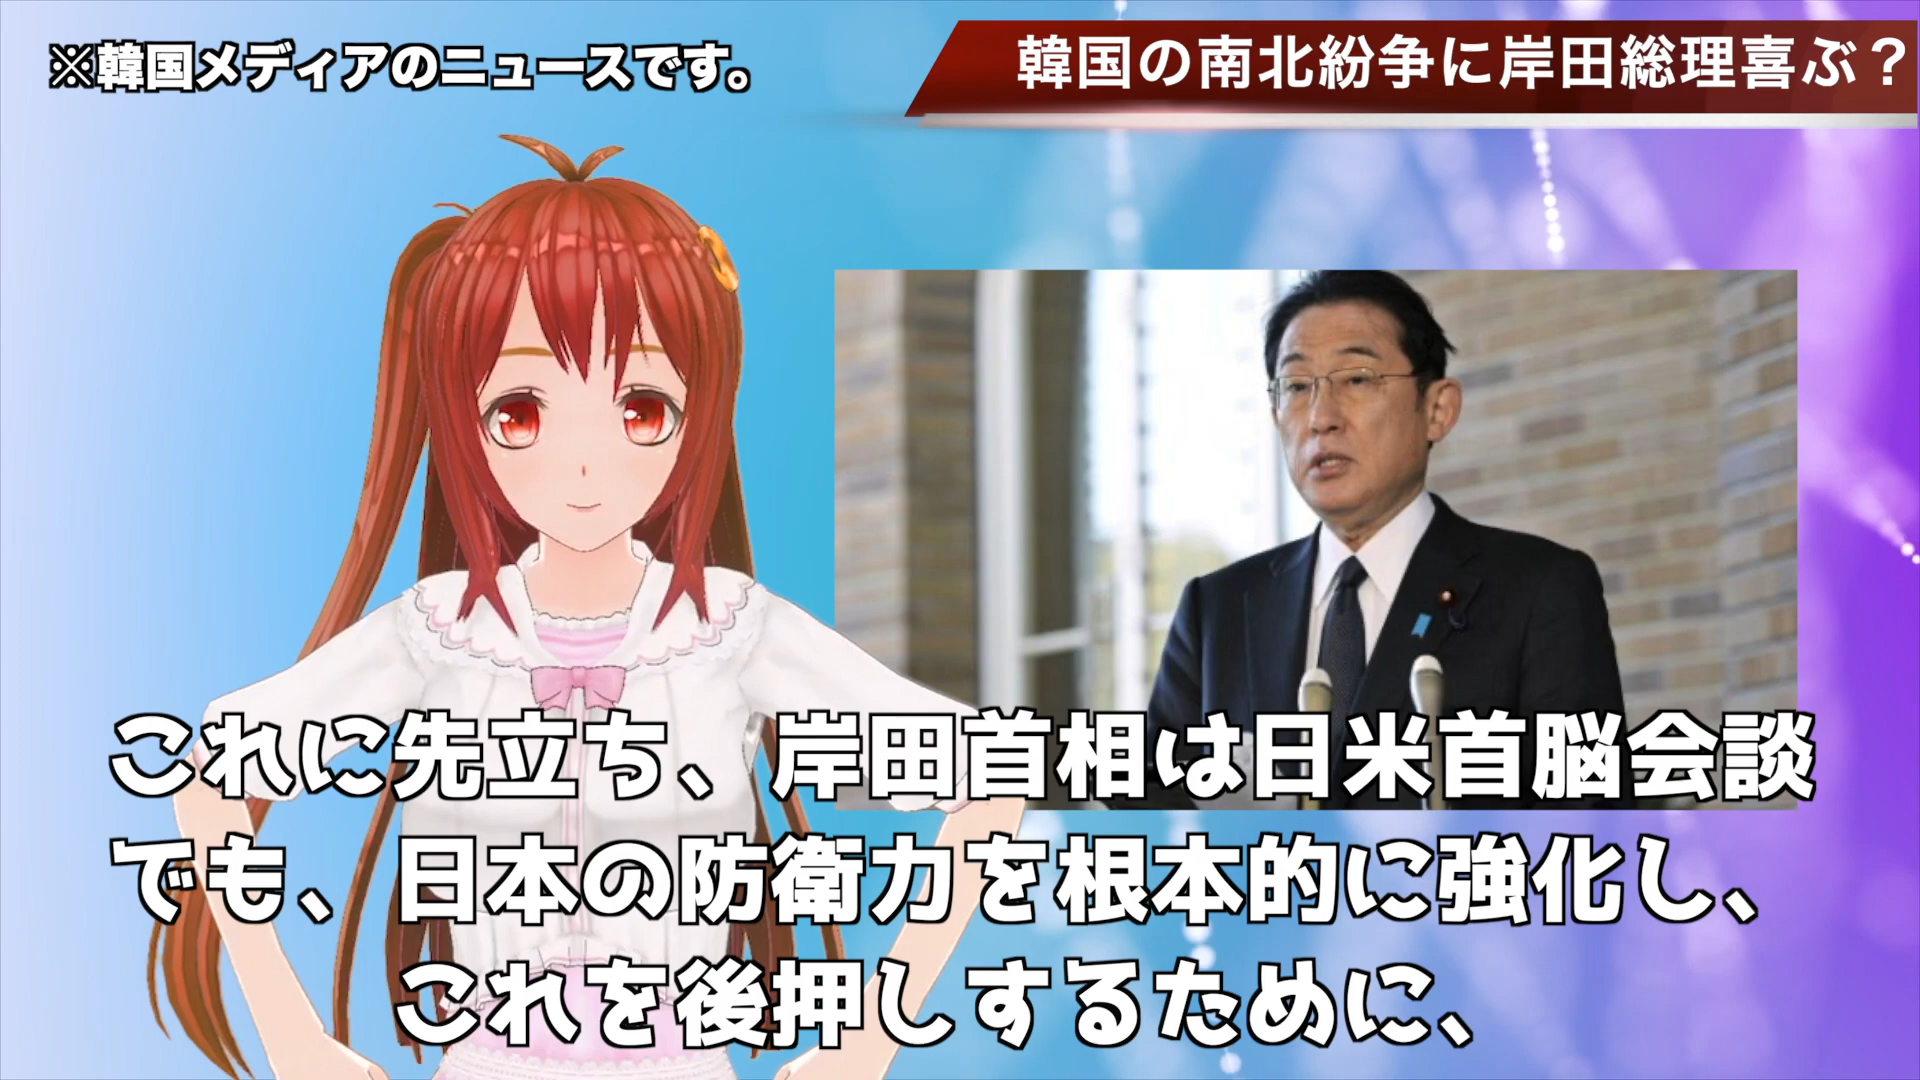 ※韓国メディアのニュースです。
韓国の南北紛争に岸田総理喜ぶ？
これに先立ち、岸田首相は日米首脳会談
でも、日本の防衛力を根本的に強化し、
これを後押しするために、